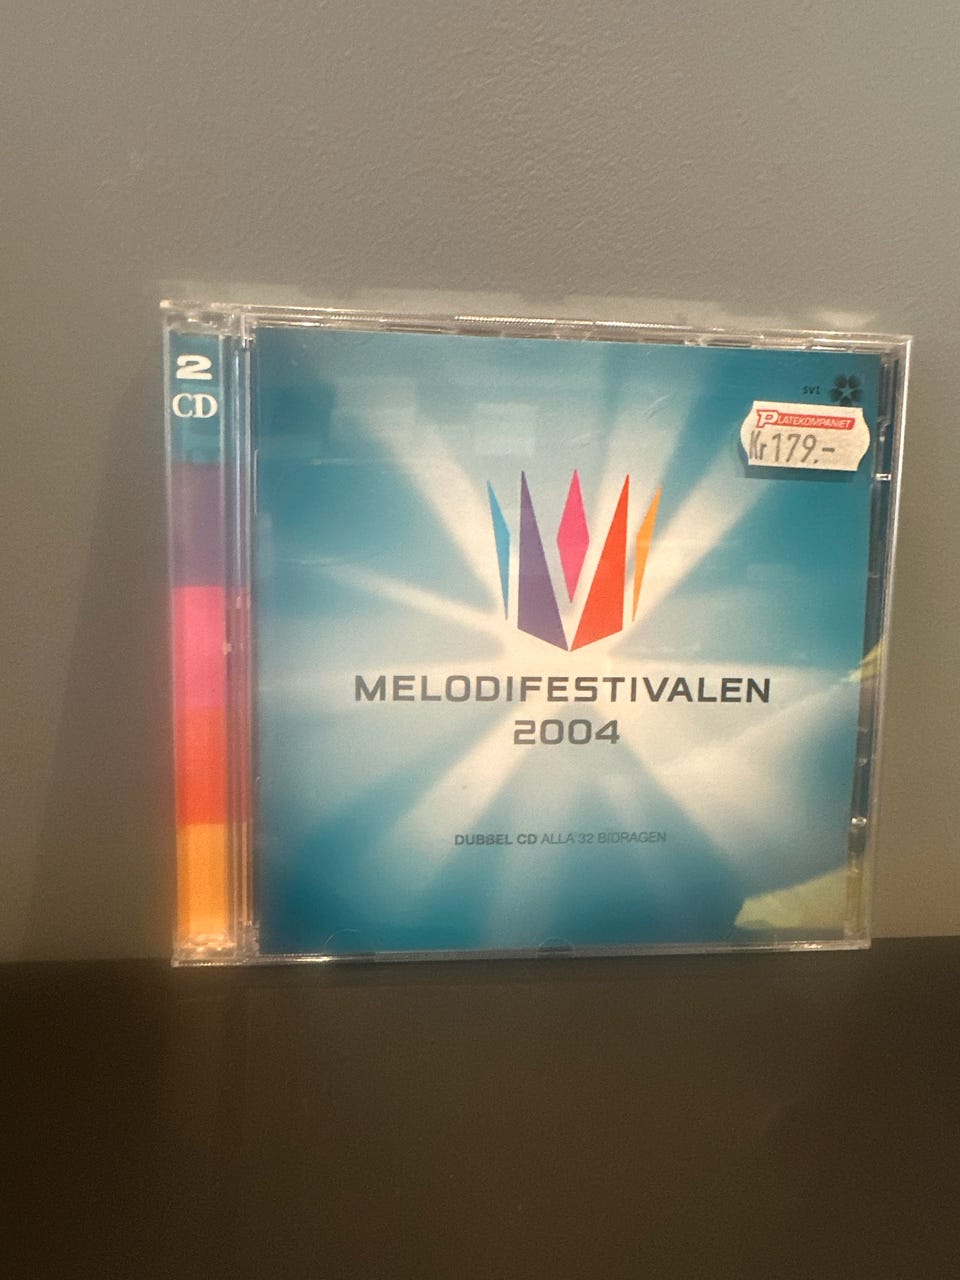 2
CD
svt
PLATEKOMPANIET
Kr 179,-
MELODIFESTIVALEN
2004
DUBBEL CD ALLA 32 BIDRAGEN